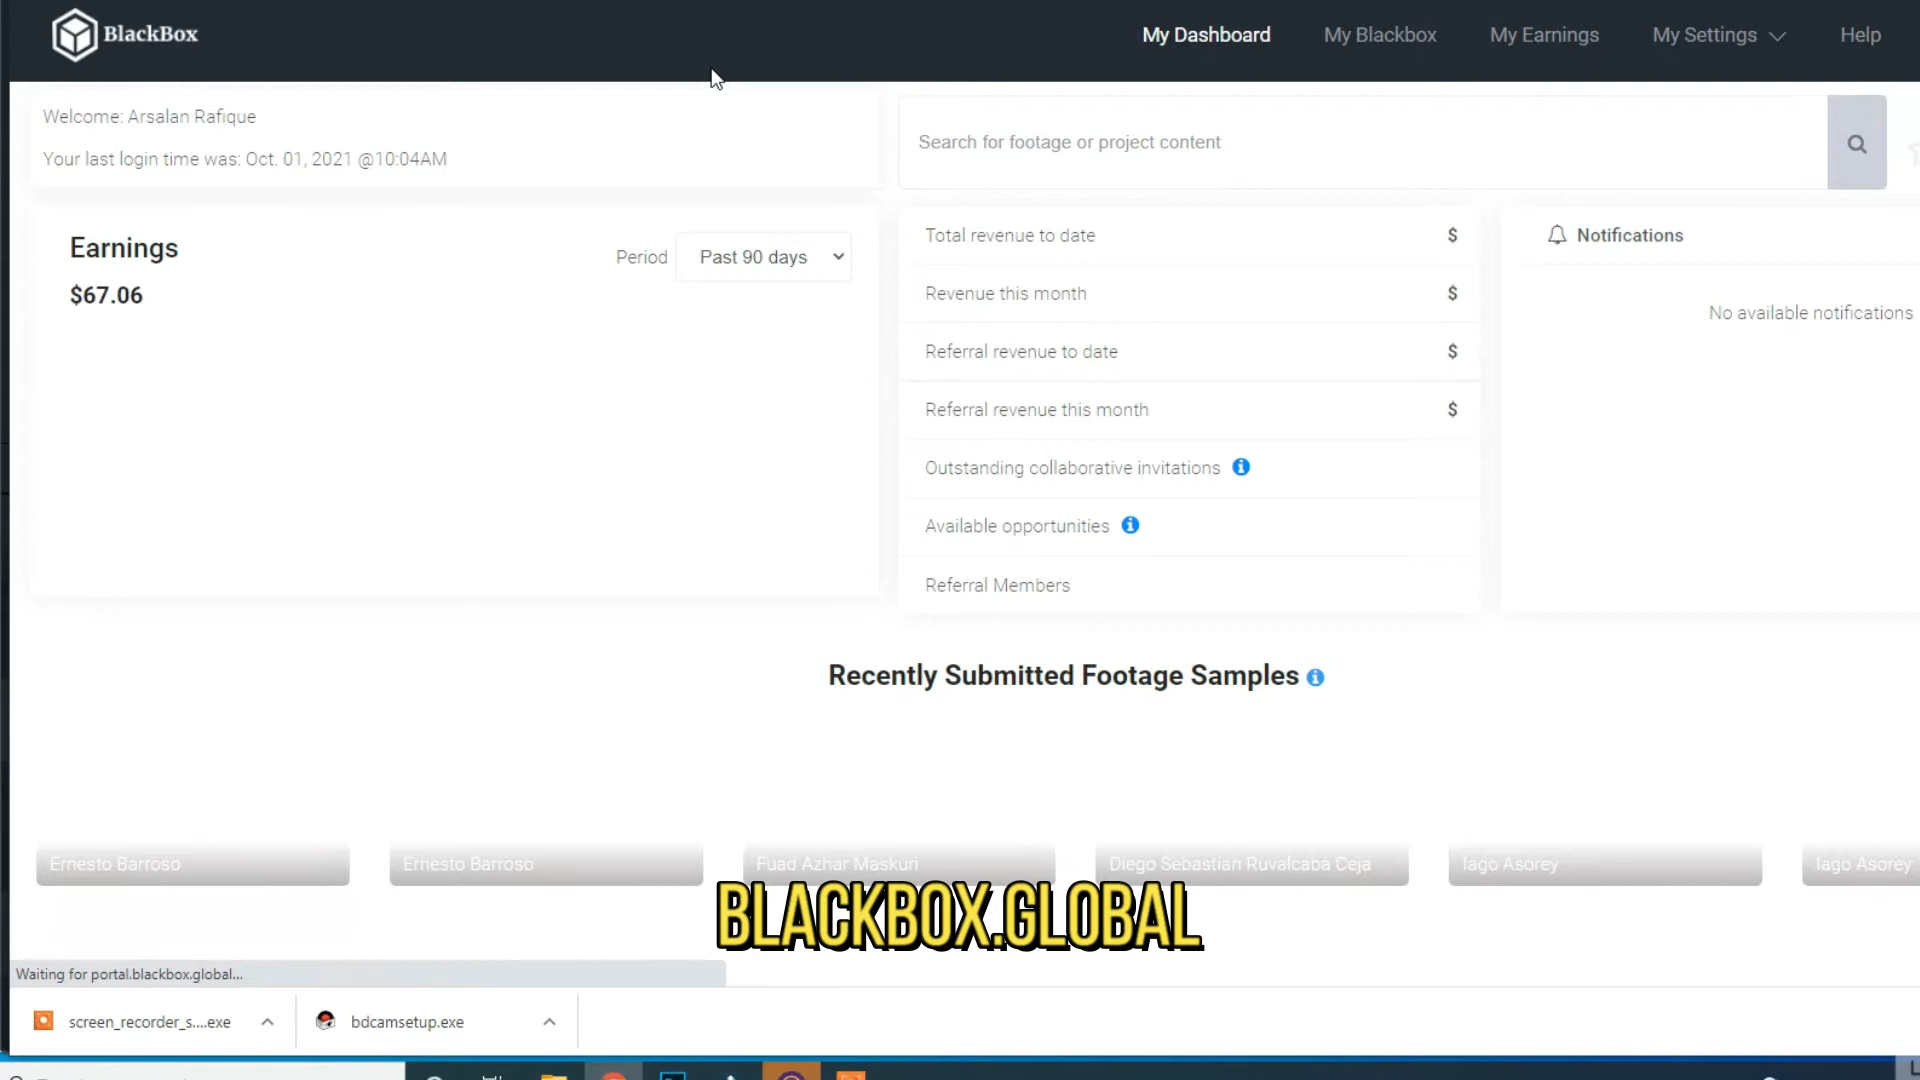 BlackBox
My Dashboard
My Blackbox
My Earnings
My Settings
Help
Welcome: Arsalan Rafique
Your last login time was: Oct. 01, 2021 @10:04AM
Search for footage or project content
Earnings
Period
Past 90 days
$67.06
Total revenue to date $
Revenue this month $
Referral revenue to date $
Referral revenue this month $
Outstanding collaborative invitations
Available opportunities
Referral Members
Notifications
No available notifications
Recently Submitted Footage Samples
Ernesto Barroso
Ernesto Barroso
Fuad Azhar Maskuri
Diego Sebastian Ruvalcaba Ceja
Iago Asorey
Iago Asorey
BLACKBOX.GLOBAL
Waiting for portal.blackbox.global...
screen_recorder_s....exe
bdcamsetup.exe